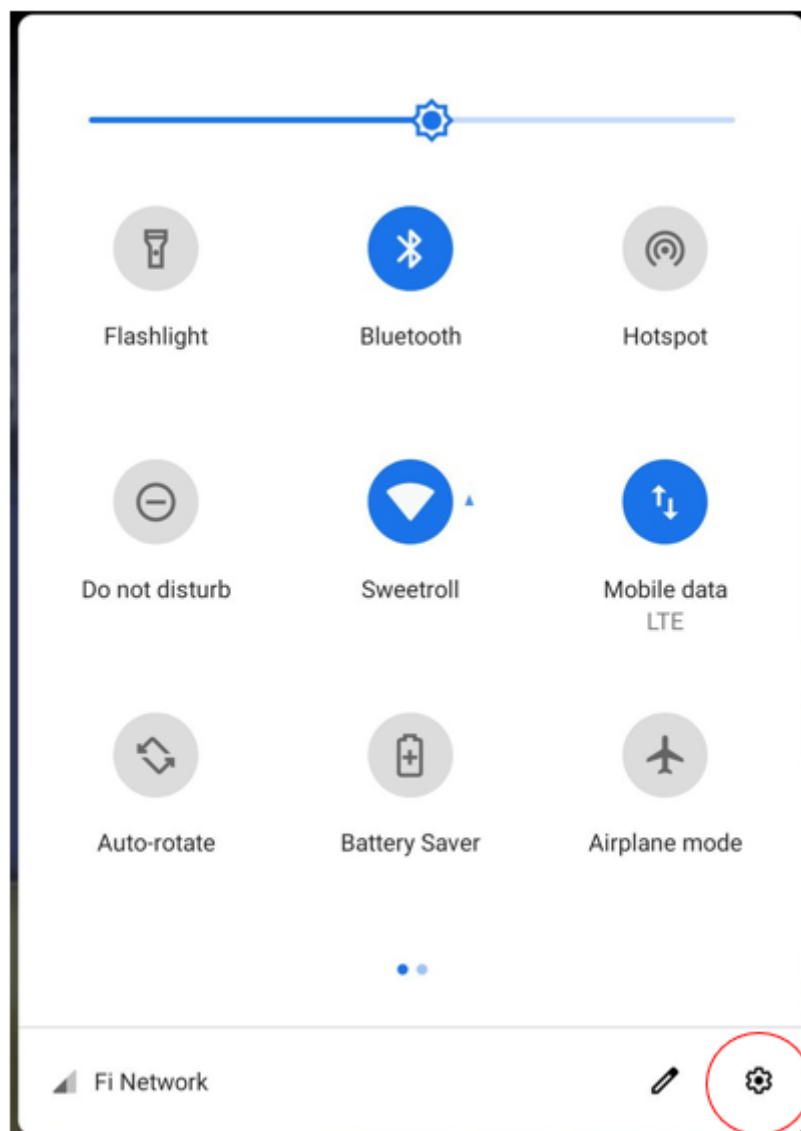 Flashlight
Bluetooth
Hotspot
Do not disturb
Sweetroll
Mobile data
LTE
Auto-rotate
Battery Saver
Airplane mode
Fi Network